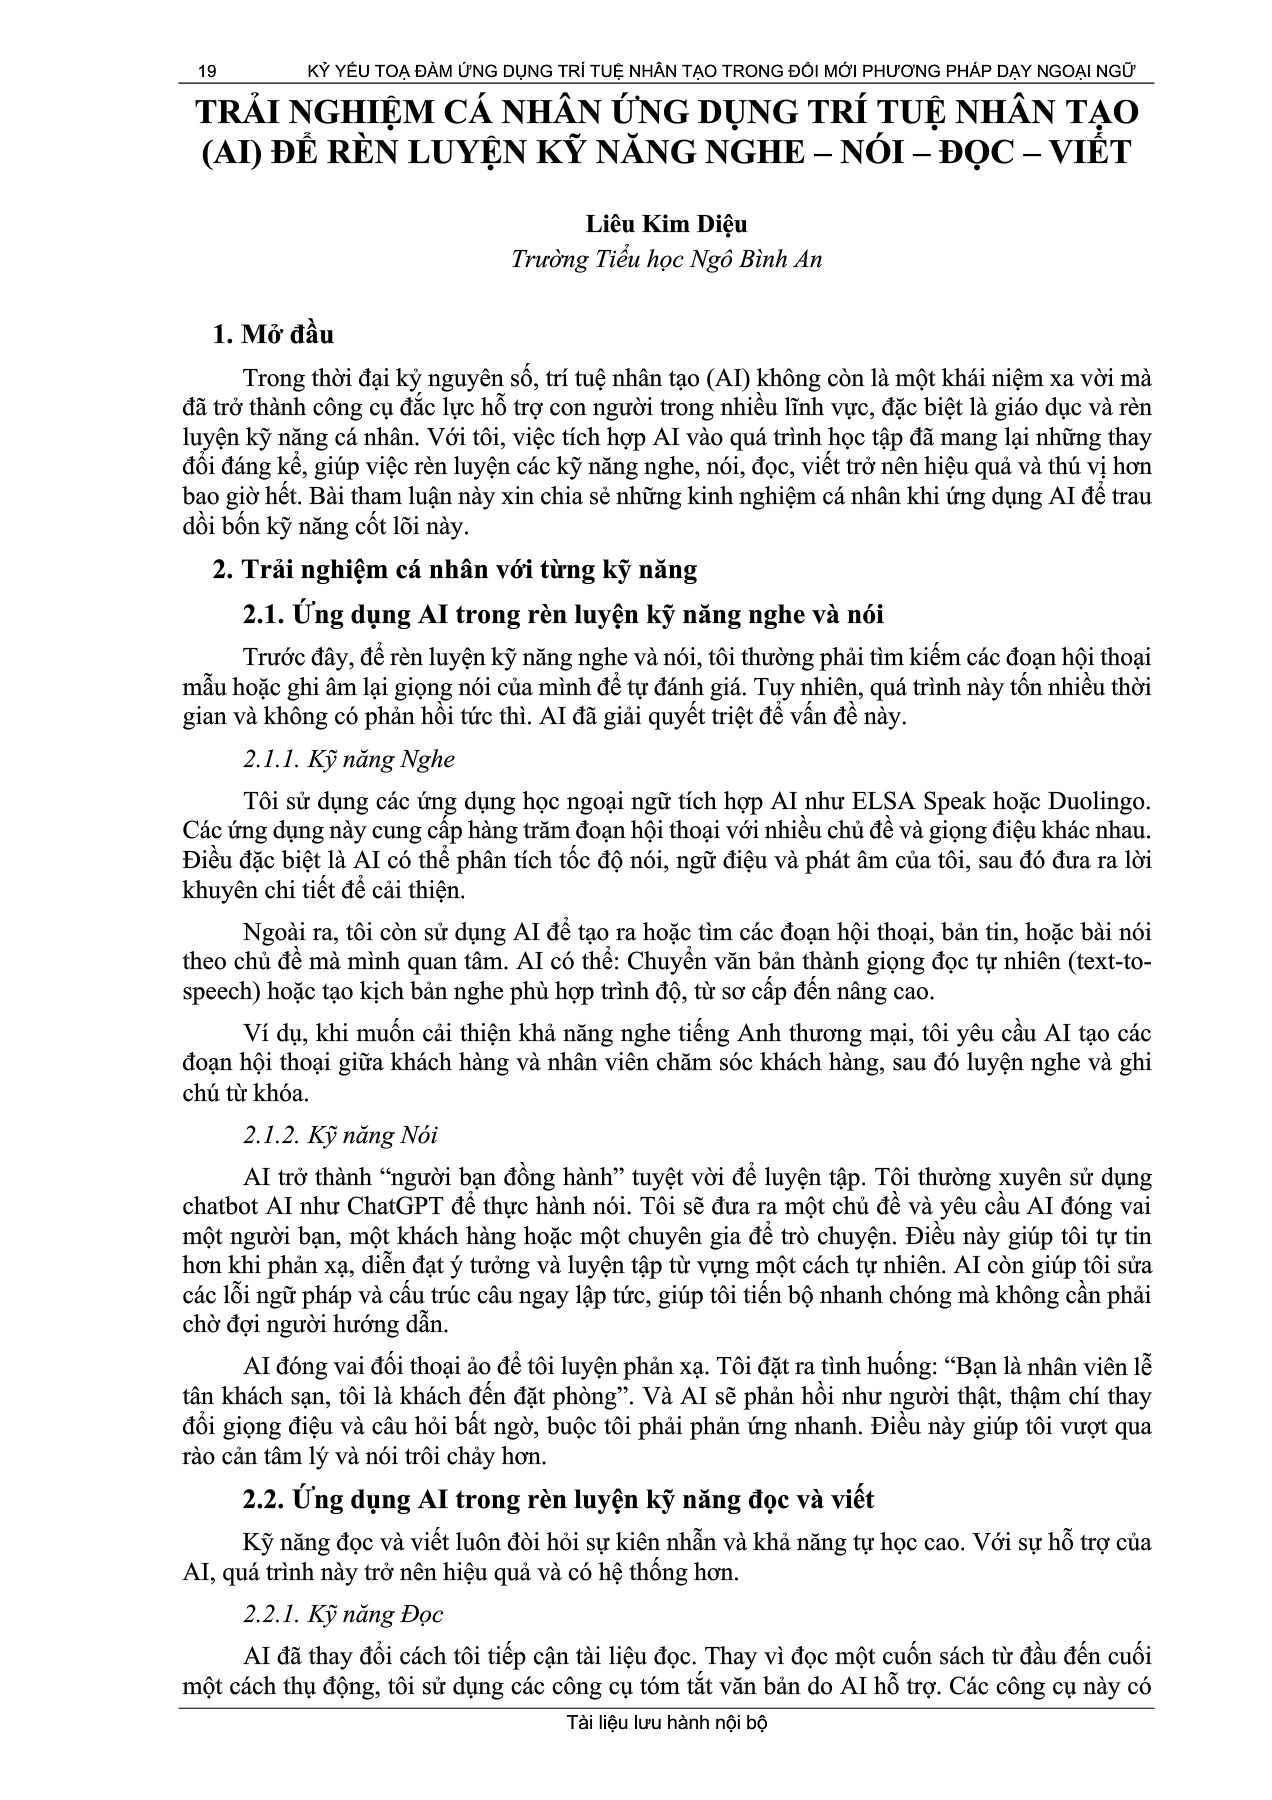 19 KỶ YẾU TOẠ ĐÀM ỨNG DỤNG TRÍ TUỆ NHÂN TẠO TRONG ĐỔI MỚI PHƯƠNG PHÁP DẠY NGOẠI NGỮ
TRẢI NGHIỆM CÁ NHÂN ỨNG DỤNG TRÍ TUỆ NHÂN TẠO
(AI) ĐỂ RÈN LUYỆN KỸ NĂNG NGHE – NÓI – ĐỌC – VIẾT
Liêu Kim Diệu
Trường Tiểu học Ngô Bình An
1. Mở đầu
Trong thời đại kỷ nguyên số, trí tuệ nhân tạo (AI) không còn là một khái niệm xa vời mà
đã trở thành công cụ đắc lực hỗ trợ con người trong nhiều lĩnh vực, đặc biệt là giáo dục và rèn
luyện kỹ năng cá nhân. Với tôi, việc tích hợp AI vào quá trình học tập đã mang lại những thay
đổi đáng kể, giúp việc rèn luyện các kỹ năng nghe, nói, đọc, viết trở nên hiệu quả và thú vị hơn
bao giờ hết. Bài tham luận này xin chia sẻ những kinh nghiệm cá nhân khi ứng dụng AI để trau
dồi bốn kỹ năng cốt lõi này.
2. Trải nghiệm cá nhân với từng kỹ năng
2.1. Ứng dụng AI trong rèn luyện kỹ năng nghe và nói
Trước đây, để rèn luyện kỹ năng nghe và nói, tôi thường phải tìm kiếm các đoạn hội thoại
mẫu hoặc ghi âm lại giọng nói của mình để tự đánh giá. Tuy nhiên, quá trình này tốn nhiều thời
gian và không có phản hồi tức thì. AI đã giải quyết triệt để vấn đề này.
2.1.1. Kỹ năng Nghe
Tôi sử dụng các ứng dụng học ngoại ngữ tích hợp AI như ELSA Speak hoặc Duolingo.
Các ứng dụng này cung cấp hàng trăm đoạn hội thoại với nhiều chủ đề và giọng điệu khác nhau.
Điều đặc biệt là AI có thể phân tích tốc độ nói, ngữ điệu và phát âm của tôi, sau đó đưa ra lời
khuyên chi tiết để cải thiện.
Ngoài ra, tôi còn sử dụng AI để tạo ra hoặc tìm các đoạn hội thoại, bản tin, hoặc bài nói
theo chủ đề mà mình quan tâm. AI có thể: Chuyển văn bản thành giọng đọc tự nhiên (text-to-
speech) hoặc tạo kịch bản nghe phù hợp trình độ, từ sơ cấp đến nâng cao.
Ví dụ, khi muốn cải thiện khả năng nghe tiếng Anh thương mại, tôi yêu cầu AI tạo các
đoạn hội thoại giữa khách hàng và nhân viên chăm sóc khách hàng, sau đó luyện nghe và ghi
chú từ khóa.
2.1.2. Kỹ năng Nói
AI trở thành “người bạn đồng hành” tuyệt vời để luyện tập. Tôi thường xuyên sử dụng
chatbot AI như ChatGPT để thực hành nói. Tôi sẽ đưa ra một chủ đề và yêu cầu AI đóng vai
một người bạn, một khách hàng hoặc một chuyên gia để trò chuyện. Điều này giúp tôi tự tin
hơn khi phản xạ, diễn đạt ý tưởng và luyện tập từ vựng một cách tự nhiên. AI còn giúp tôi sửa
các lỗi ngữ pháp và cấu trúc câu ngay lập tức, giúp tôi tiến bộ nhanh chóng mà không cần phải
chờ đợi người hướng dẫn.
AI đóng vai đối thoại ảo để tôi luyện phản xạ. Tôi đặt ra tình huống: “Bạn là nhân viên lễ
tân khách sạn, tôi là khách đến đặt phòng”. Và AI sẽ phản hồi như người thật, thậm chí thay
đổi giọng điệu và câu hỏi bất ngờ, buộc tôi phải phản ứng nhanh. Điều này giúp tôi vượt qua
rào cản tâm lý và nói trôi chảy hơn.
2.2. Ứng dụng AI trong rèn luyện kỹ năng đọc và viết
Kỹ năng đọc và viết luôn đòi hỏi sự kiên nhẫn và khả năng tự học cao. Với sự hỗ trợ của
AI, quá trình này trở nên hiệu quả và có hệ thống hơn.
2.2.1. Kỹ năng Đọc
AI đã thay đổi cách tôi tiếp cận tài liệu đọc. Thay vì đọc một cuốn sách từ đầu đến cuối
một cách thụ động, tôi sử dụng các công cụ tóm tắt văn bản do AI hỗ trợ. Các công cụ này có
Tài liệu lưu hành nội bộ